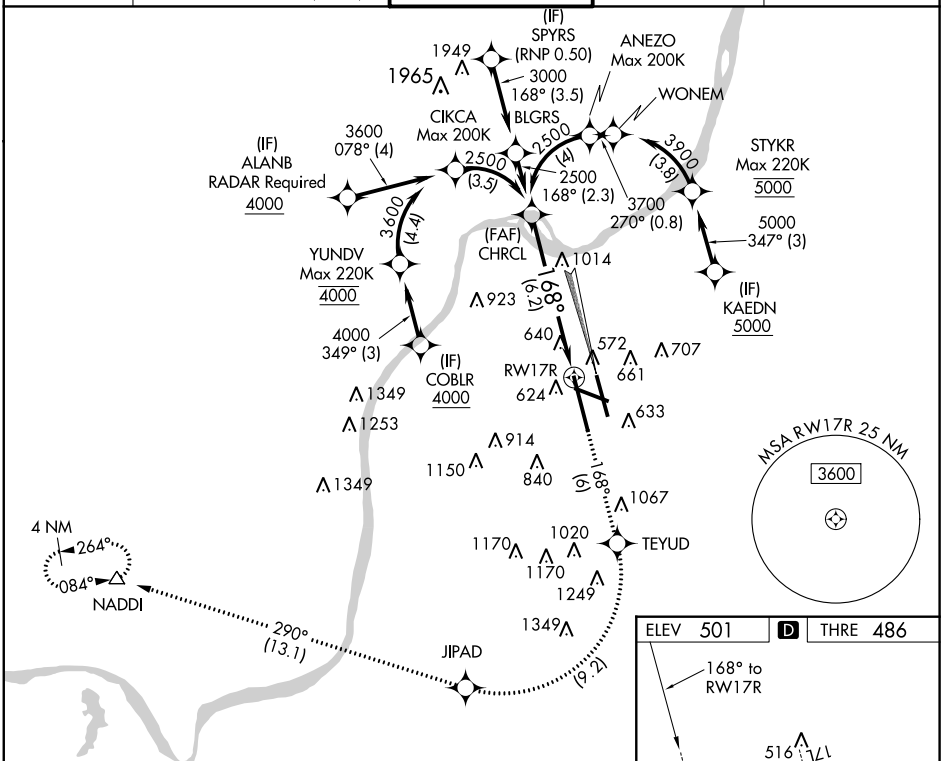 (IF)
SPYRS
(RNP 0.50)
ANEZO
Max 200K
1949
1965
3000
168° (3.5)
WONEM
CIKCA
Max 200K
BLGRS
2500
(4)
3600
078° (4)
(IF)
ALANB
RADAR Required
4000
2500
(3.5)
3900
(3.8)
STYKR
Max 220K
5000
2500
168° (2.3)
3700
270° (0.8)
3600
(4.4)
(FAF)
CHRCL
5000
347° (3)
YUNDV
Max 220K
4000
1014
168°
(6.2)
(IF)
KAEDN
5000
923
4000
349° (3)
640
572
707
661
(IF)
COBLR
4000
RW17R
624
633
1349
1253
914
1150
840
1349
MSA RW17R 25 NM
3600
168°
(6)
1067
4 NM
264°
084°
NADDI
TEYUD
1020
1170
1170
1249
1349
290°
(13.1)
JIPAD
(9.2)
ELEV 501
D
THRE 486
168° to
RW17R
516
17L